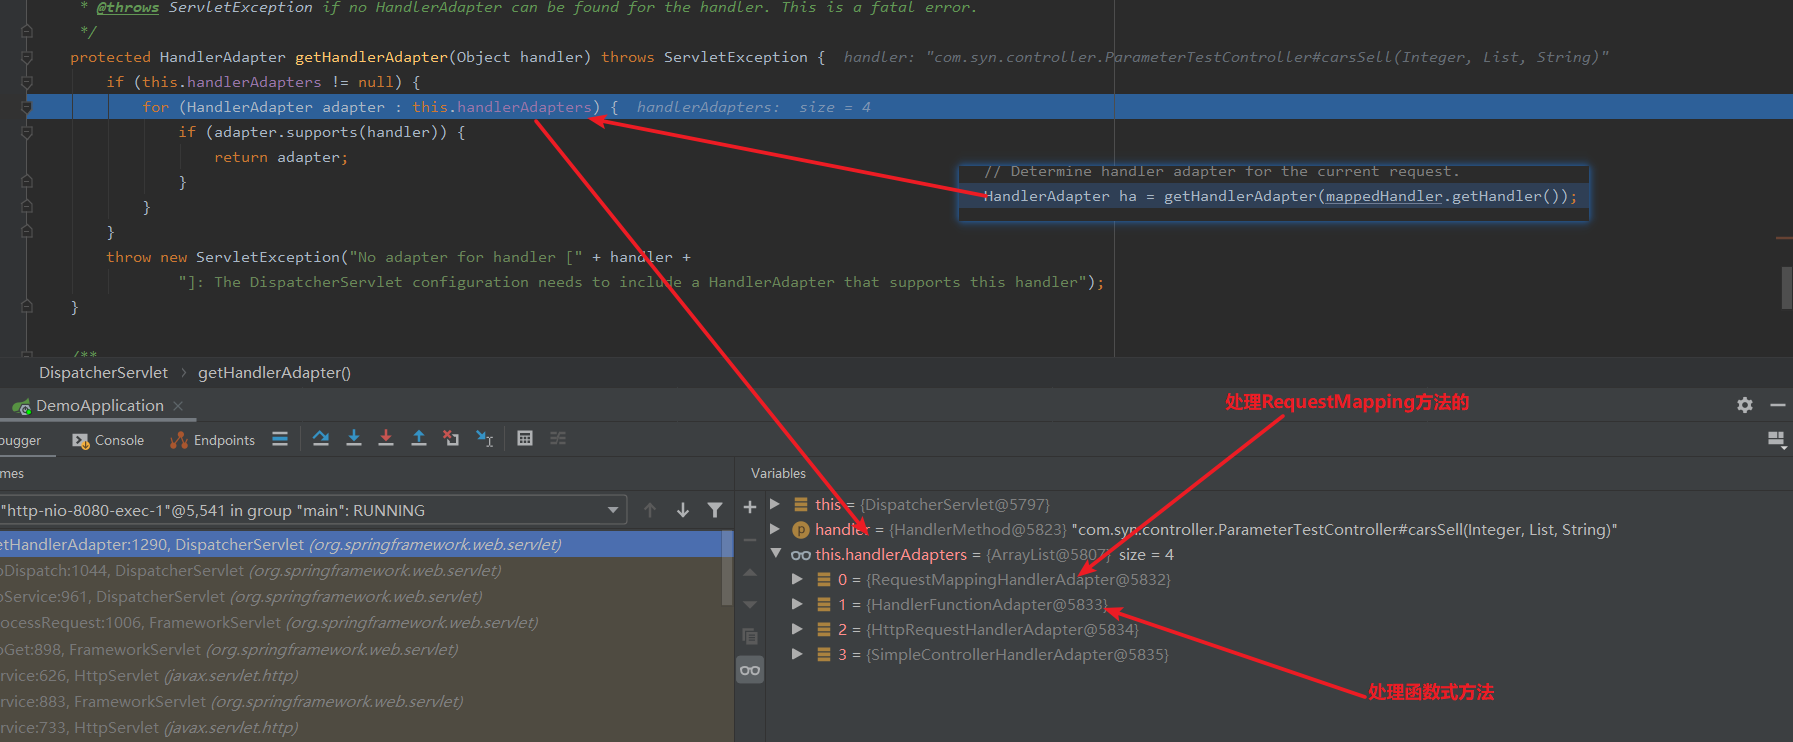 * @throws ServletException if no HandlerAdapter can be found for the handler. This is a fatal error.
*/
protected HandlerAdapter getHandlerAdapter(Object handler) throws ServletException {  handler: "com.syn.controller.ParameterTestController#carsSell(Integer, List, String)"
if (this.handlerAdapters != null) {
for (HandlerAdapter adapter : this.handlerAdapters) {  handlerAdapters:  size = 4
if (adapter.supports(handler)) {
return adapter;
}
}
}
throw new ServletException("No adapter for handler [" + handler +
"]: The DispatcherServlet configuration needs to include a HandlerAdapter that supports this handler");
}
/**
// Determine handler adapter for the current request.
HandlerAdapter ha = getHandlerAdapter(mappedHandler.getHandler());
DispatcherServlet › getHandlerAdapter()
DemoApplication ×
bugger Console Endpoints
处理RequestMapping方法的
mes
"http-nio-8080-exec-1"@5,541 in group "main": RUNNING
etHandlerAdapter:1290, DispatcherServlet (org.springframework.web.servlet)
oDispatch:1044, DispatcherServlet (org.springframework.web.servlet)
oService:961, DispatcherServlet (org.springframework.web.servlet)
ocessRequest:1006, FrameworkServlet (org.springframework.web.servlet)
oGet:898, FrameworkServlet (org.springframework.web.servlet)
rvice:626, HttpServlet (javax.servlet.http)
rvice:883, FrameworkServlet (org.springframework.web.servlet)
rvice:733, HttpServlet (javax.servlet.http)
Variables
this = {DispatcherServlet@5797}
handler = {HandlerMethod@5823} "com.syn.controller.ParameterTestController#carsSell(Integer, List, String)"
this.handlerAdapters = {ArrayList@5807} size = 4
0 = {RequestMappingHandlerAdapter@5832}
1 = {HandlerFunctionAdapter@5833}
2 = {HttpRequestHandlerAdapter@5834}
3 = {SimpleControllerHandlerAdapter@5835}
处理函数式方法